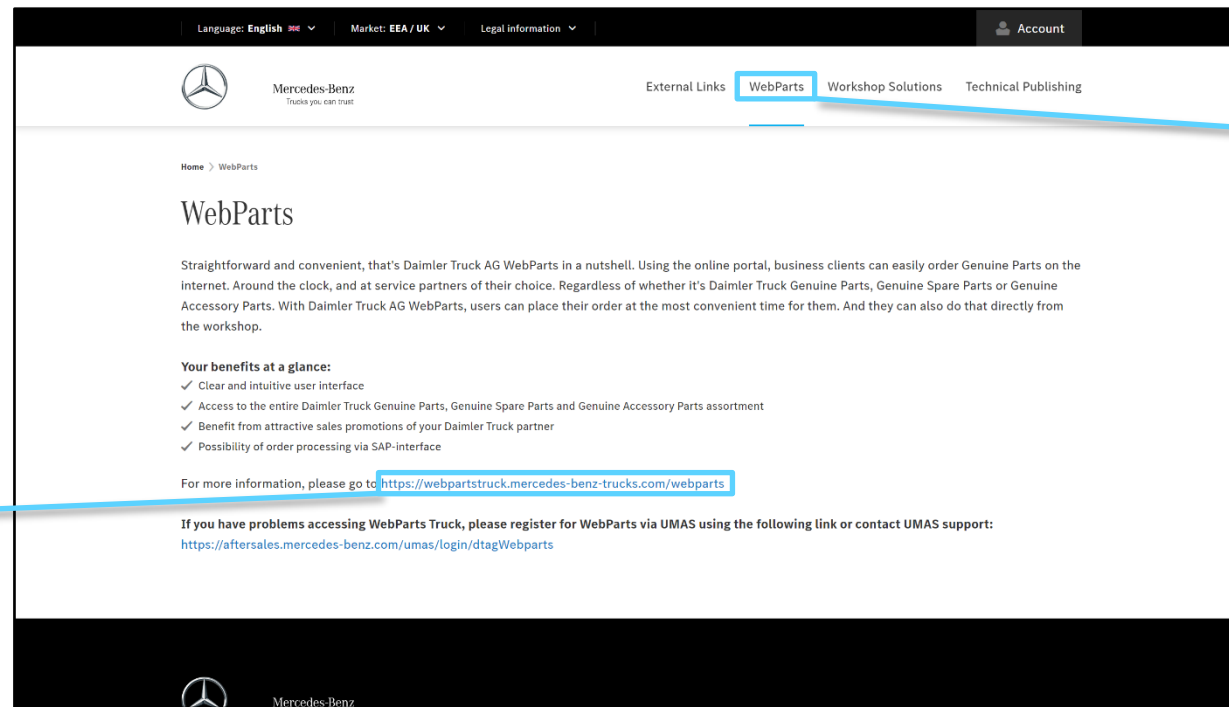 Language: English Market: EEA / UK Legal information Account
Mercedes-Benz
Trucks you can trust
External Links WebParts Workshop Solutions Technical Publishing
Home > WebParts
WebParts
Straightforward and convenient, that's Daimler Truck AG WebParts in a nutshell. Using the online portal, business clients can easily order Genuine Parts on the
internet. Around the clock, and at service partners of their choice. Regardless of whether it's Daimler Truck Genuine Parts, Genuine Spare Parts or Genuine
Accessory Parts. With Daimler Truck AG WebParts, users can place their order at the most convenient time for them. And they can also do that directly from
the workshop.
Your benefits at a glance:
✓ Clear and intuitive user interface
✓ Access to the entire Daimler Truck Genuine Parts, Genuine Spare Parts and Genuine Accessory Parts assortment
✓ Benefit from attractive sales promotions of your Daimler Truck partner
✓ Possibility of order processing via SAP-interface
For more information, please go to https://webpartstruck.mercedes-benz-trucks.com/webparts
If you have problems accessing WebParts Truck, please register for WebParts via UMAS using the following link or contact UMAS support:
https://aftersales.mercedes-benz.com/umas/login/dtagWebparts
Mercedes-Benz